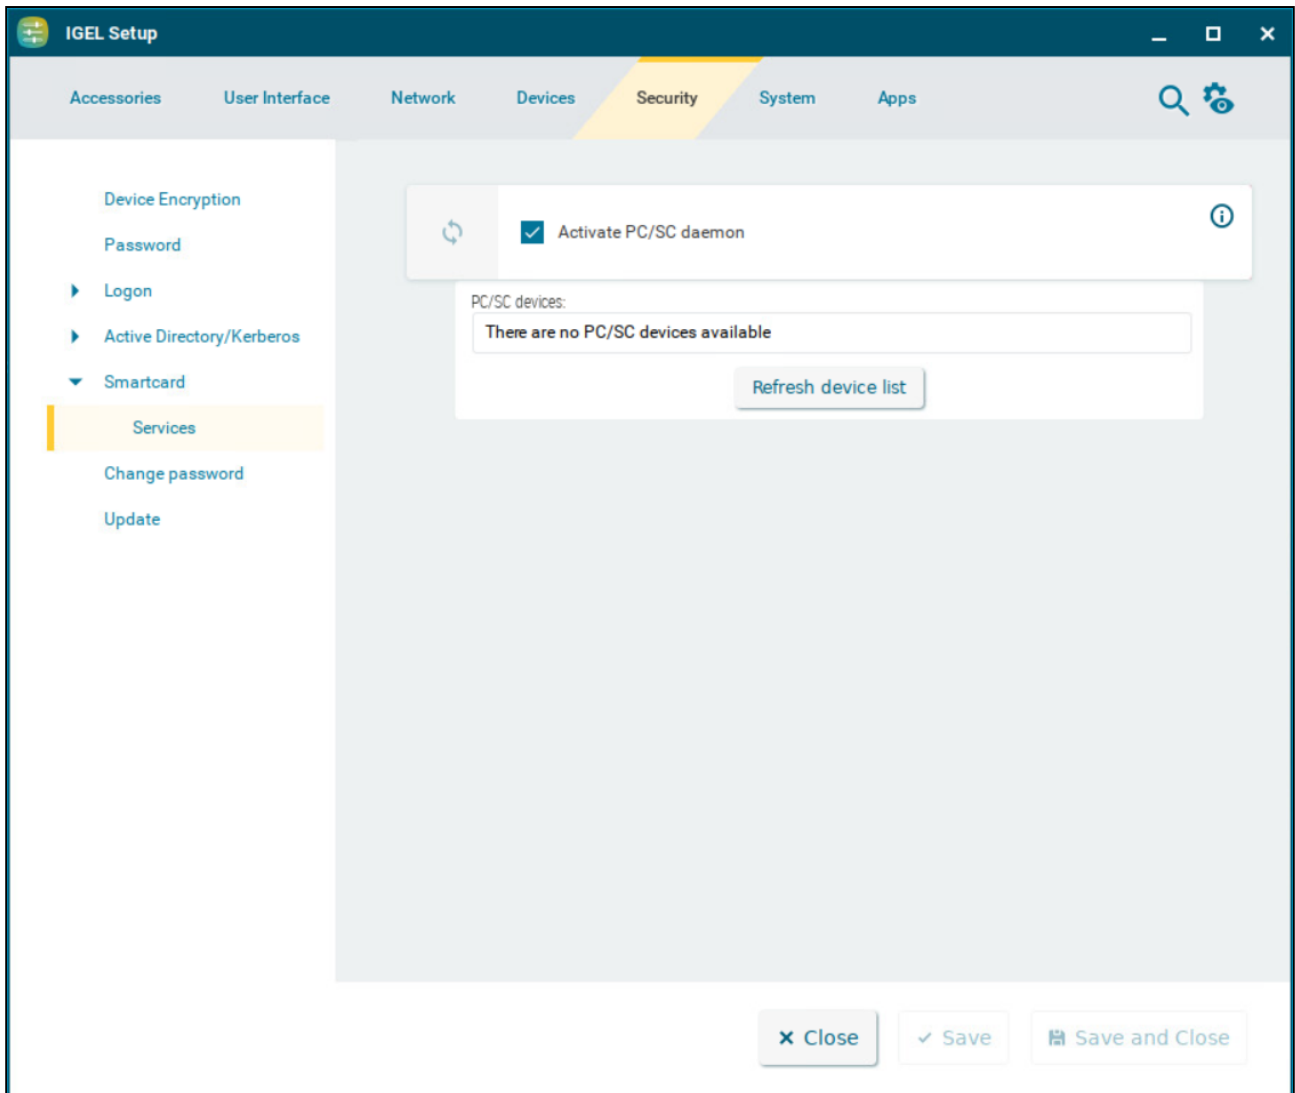 IGEL Setup
Accessories User Interface Network Devices Security System Apps
Device Encryption
Password
Logon
Active Directory/Kerberos
Smartcard
Services
Change password
Update
Activate PC/SC daemon
PC/SC devices:
There are no PC/SC devices available
Refresh device list
Close Save Save and Close